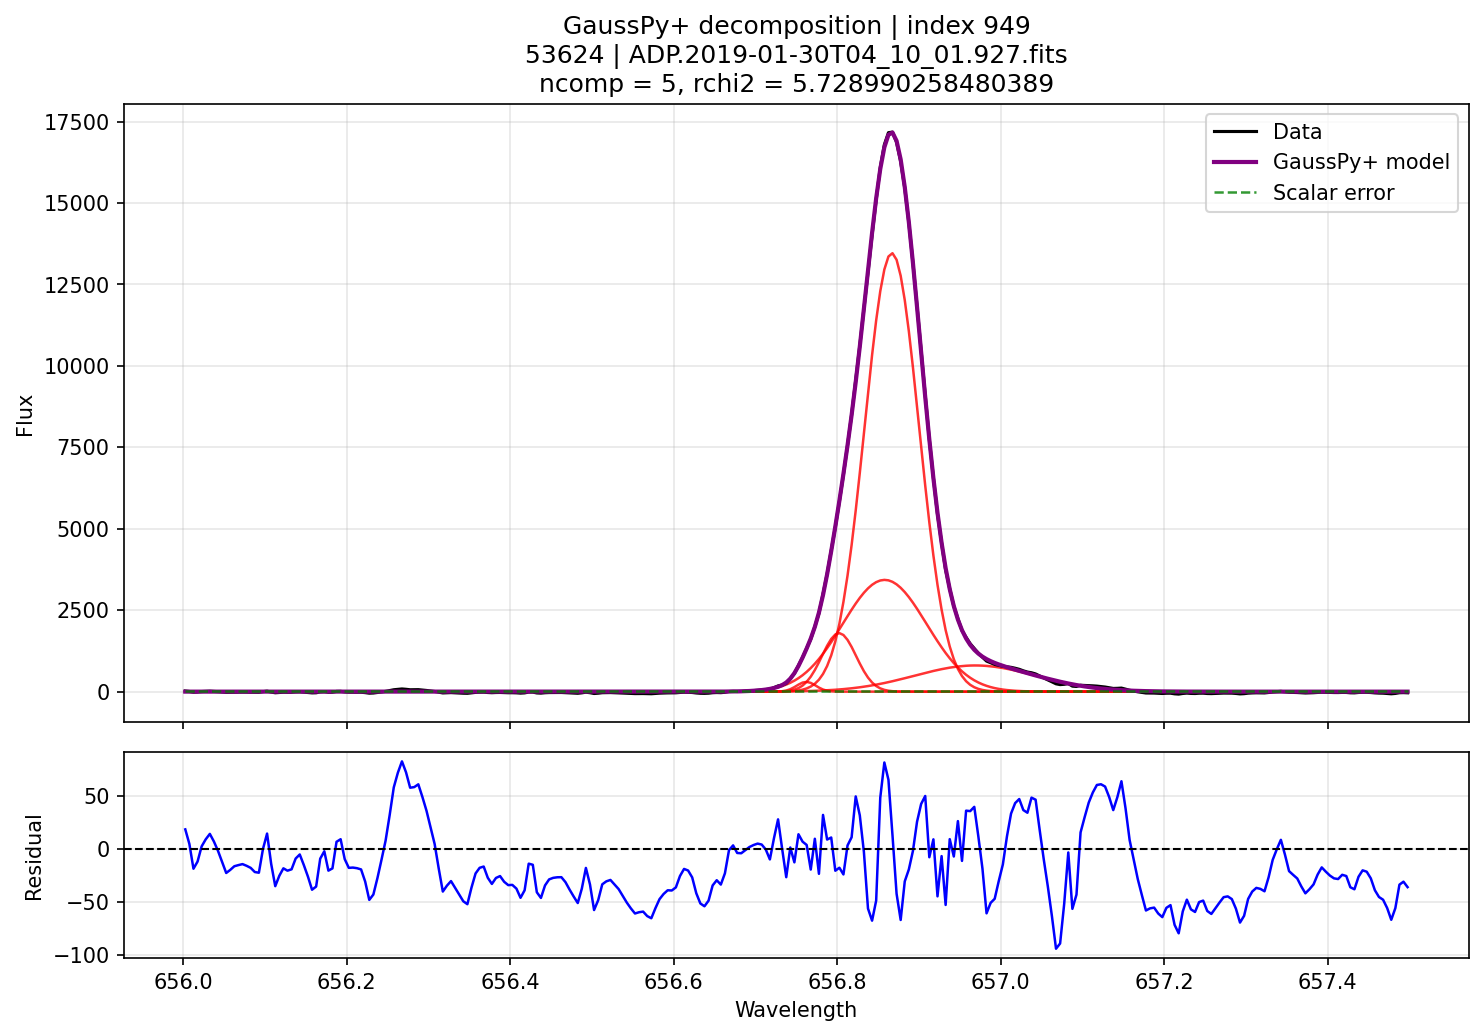 GaussPy+ decomposition | index 949
53624 | ADP.2019-01-30T04_10_01.927.fits
ncomp = 5, rchi2 = 5.728990258480389
17500
15000
12500
10000
7500
5000
2500
0
Flux
Data
GaussPy+ model
Scalar error
50
0
−50
−100
Residual
656.0 656.2 656.4 656.6 656.8 657.0 657.2 657.4
Wavelength